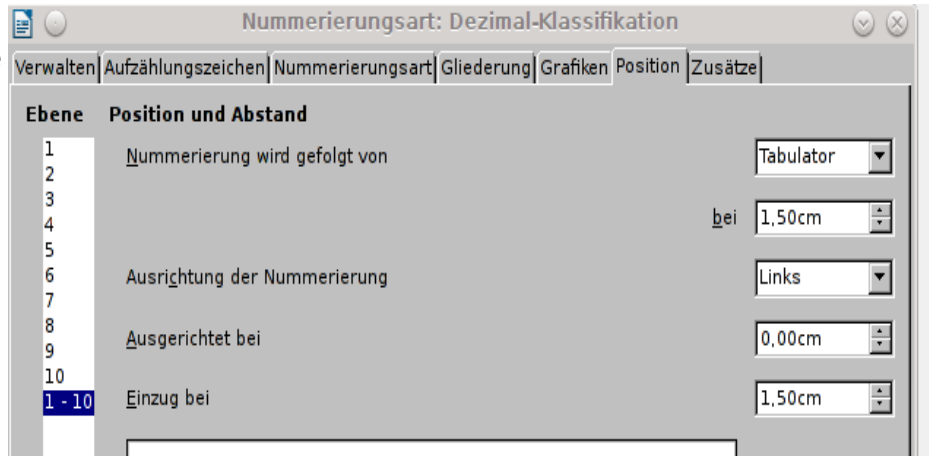 Nummerierungsart: Dezimal-Klassifikation
Verwalten Aufzählungszeichen Nummerierungsart Gliederung Grafiken Position Zusätze
Ebene Position und Abstand
1
2
3
4
5
6
7
8
9
10
1 - 10
Nummerierung wird gefolgt von Tabulator
bei 1,50cm
Ausrichtung der Nummerierung Links
Ausgerichtet bei 0,00cm
Einzug bei 1,50cm